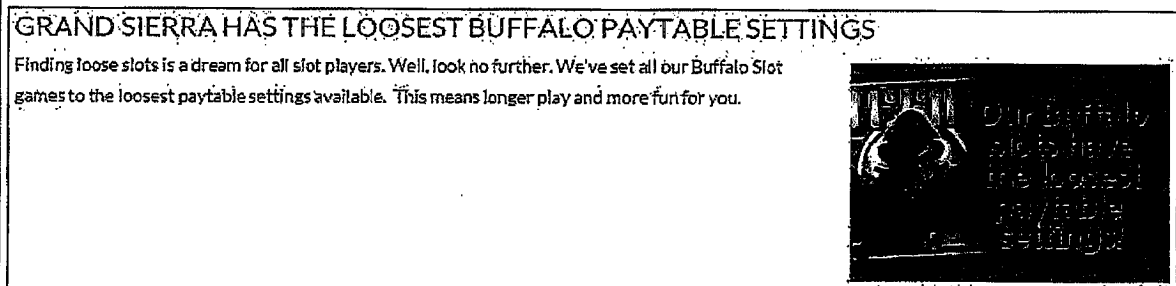 GRAND SIERRA HAS THE LOOSEST BUFFALO PAYTABLE SETTINGS
Finding loose slots is a dream for all slot players. Well, look no further. We've set all our Buffalo Slot
games to the loosest paytable settings available. This means longer play and more fun for you.
Our Buffalo
slots have
the loosest
paytable
settings!